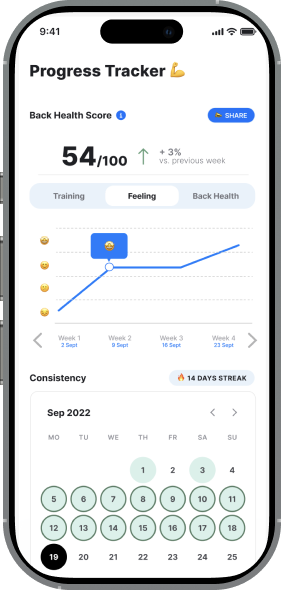 9:41
Progress Tracker 💪
Back Health Score i
SHARE
54/100 ↑ + 3%
vs. previous week
Training Feeling Back Health
Week 1 Week 2 Week 3 Week 4
2 Sept 9 Sept 16 Sept 23 Sept
Consistency 🔥 14 DAYS STREAK
Sep 2022
MO TU WE TH FR SA SU
1 2 3 4
5 6 7 8 9 10 11
12 13 14 15 16 17 18
19 20 21 22 23 24 25